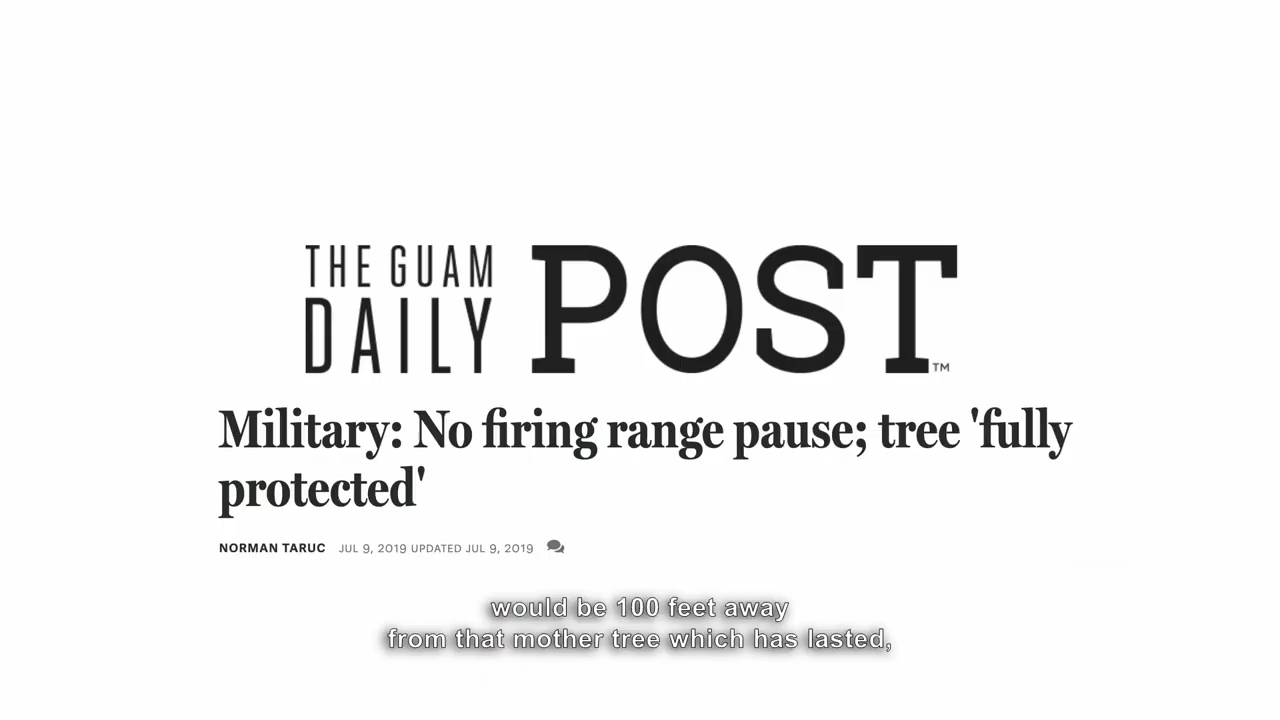 THE GUAM
DAILY
POST™
Military: No firing range pause; tree 'fully
protected'
NORMAN TARUC JUL 9, 2019 UPDATED JUL 9, 2019
would be 100 feet away
from that mother tree which has lasted,